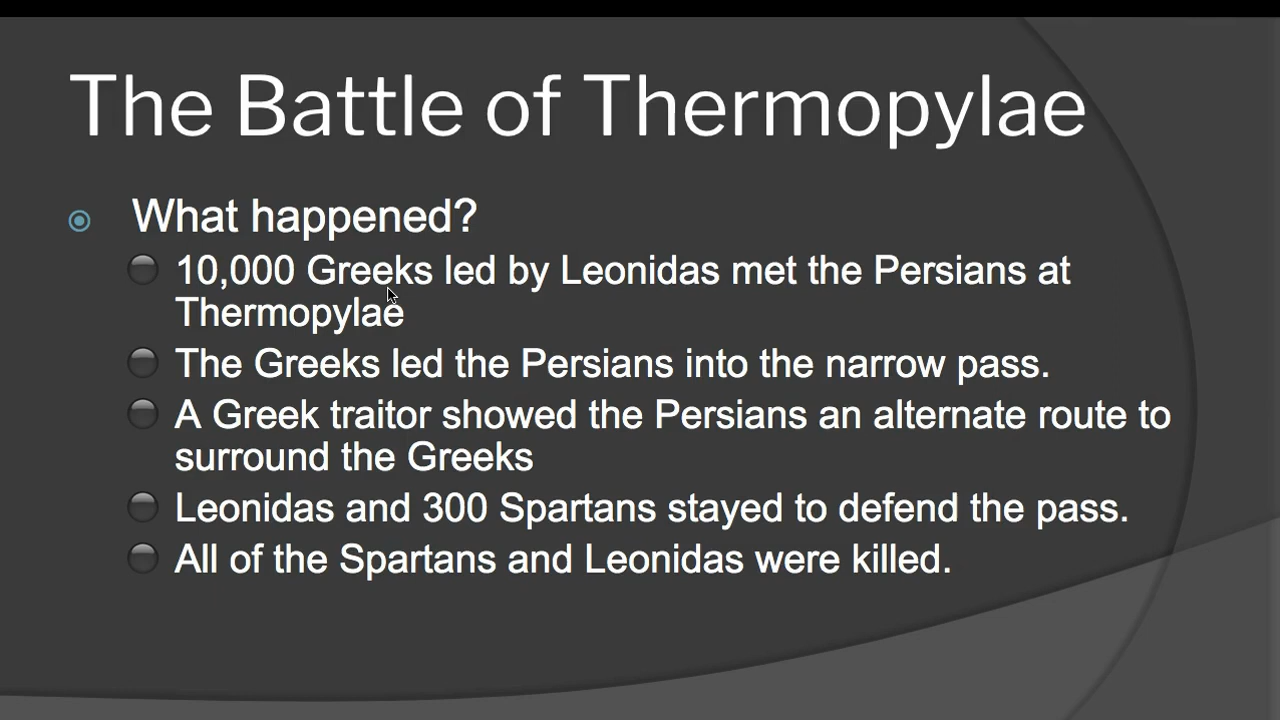 The Battle of Thermopylae
What happened?
10,000 Greeks led by Leonidas met the Persians at
Thermopylae
The Greeks led the Persians into the narrow pass.
A Greek traitor showed the Persians an alternate route to
surround the Greeks
Leonidas and 300 Spartans stayed to defend the pass.
All of the Spartans and Leonidas were killed.